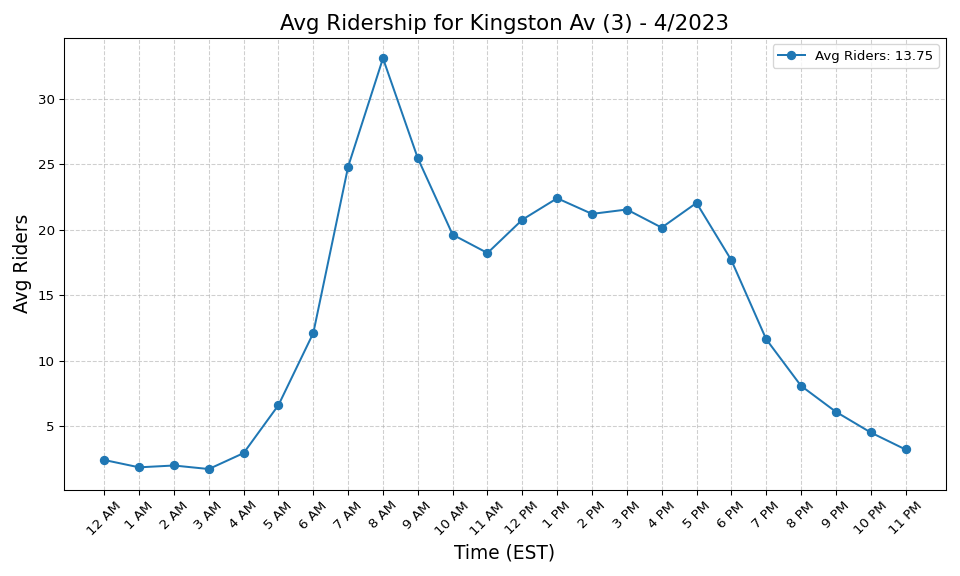 Avg Ridership for Kingston Av (3) - 4/2023
Avg Riders: 13.75
Avg Riders
30
25
20
15
10
5
12 AM
1 AM
2 AM
3 AM
4 AM
5 AM
6 AM
7 AM
8 AM
9 AM
10 AM
11 AM
12 PM
1 PM
2 PM
3 PM
4 PM
5 PM
6 PM
7 PM
8 PM
9 PM
10 PM
11 PM
Time (EST)